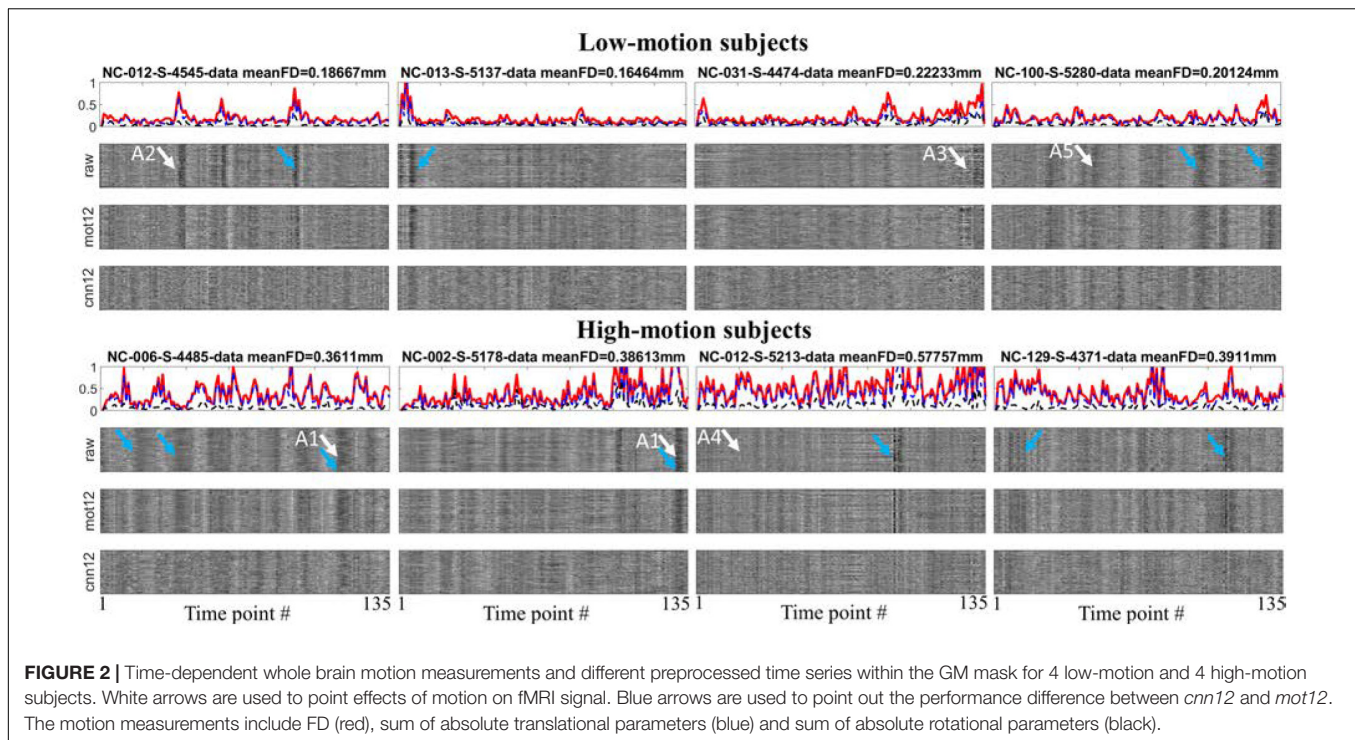 Low-motion subjects
NC-012-S-4545-data meanFD=0.18667mm NC-013-S-5137-data meanFD=0.16464mm NC-031-S-4474-data meanFD=0.22233mm NC-100-S-5280-data meanFD=0.20124mm
1
0.5
0
raw A2 A3 A5
mot12
cnn12
High-motion subjects
NC-006-S-4485-data meanFD=0.3611mm NC-002-S-5178-data meanFD=0.38613mm NC-012-S-5213-data meanFD=0.57757mm NC-129-S-4371-data meanFD=0.3911mm
1
0.5
0
raw A1 A1 A4
mot12
cnn12
1 135 1 135 1 135 1 135
Time point # Time point # Time point # Time point #
FIGURE 2 | Time-dependent whole brain motion measurements and different preprocessed time series within the GM mask for 4 low-motion and 4 high-motion
subjects. White arrows are used to point effects of motion on fMRI signal. Blue arrows are used to point out the performance difference between cnn12 and mot12.
The motion measurements include FD (red), sum of absolute translational parameters (blue) and sum of absolute rotational parameters (black).